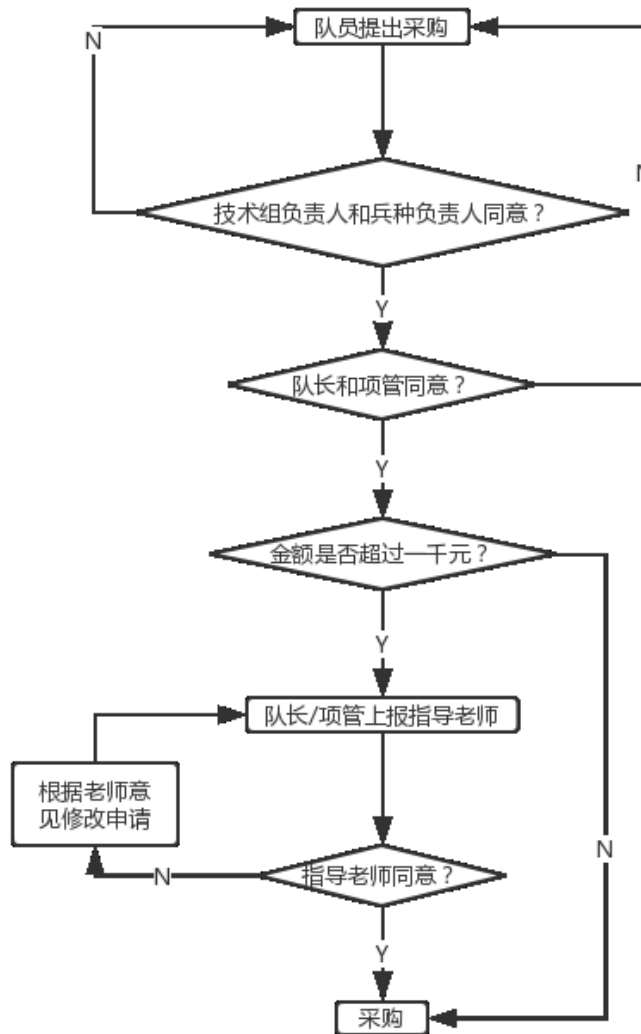 队员提出采购
N
N
技术组负责人和兵种负责人同意？
Y
队长和项管同意？
Y
金额是否超过一千元？
Y
队长/项管上报指导老师
根据老师意
见修改申请
N
N
指导老师同意？
Y
采购